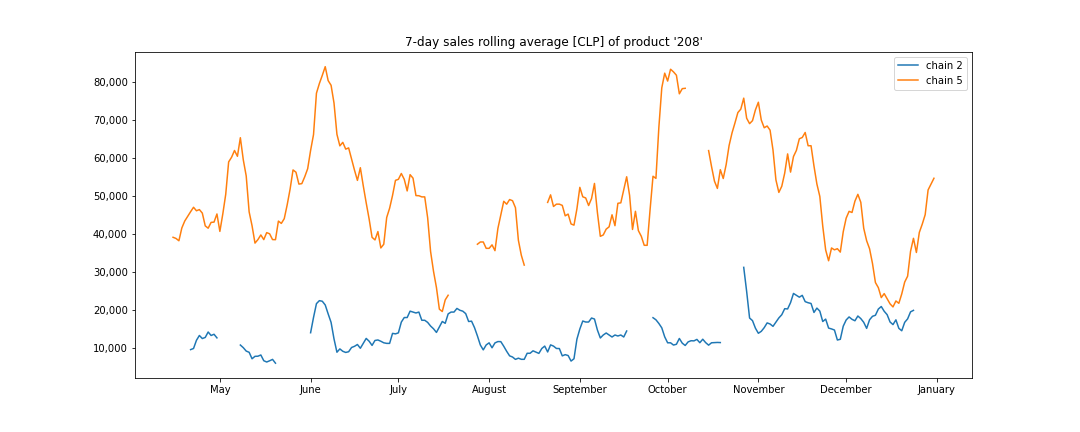 7-day sales rolling average [CLP] of product '208'
chain 2
chain 5
80,000
70,000
60,000
50,000
40,000
30,000
20,000
10,000
May June July August September October November December January